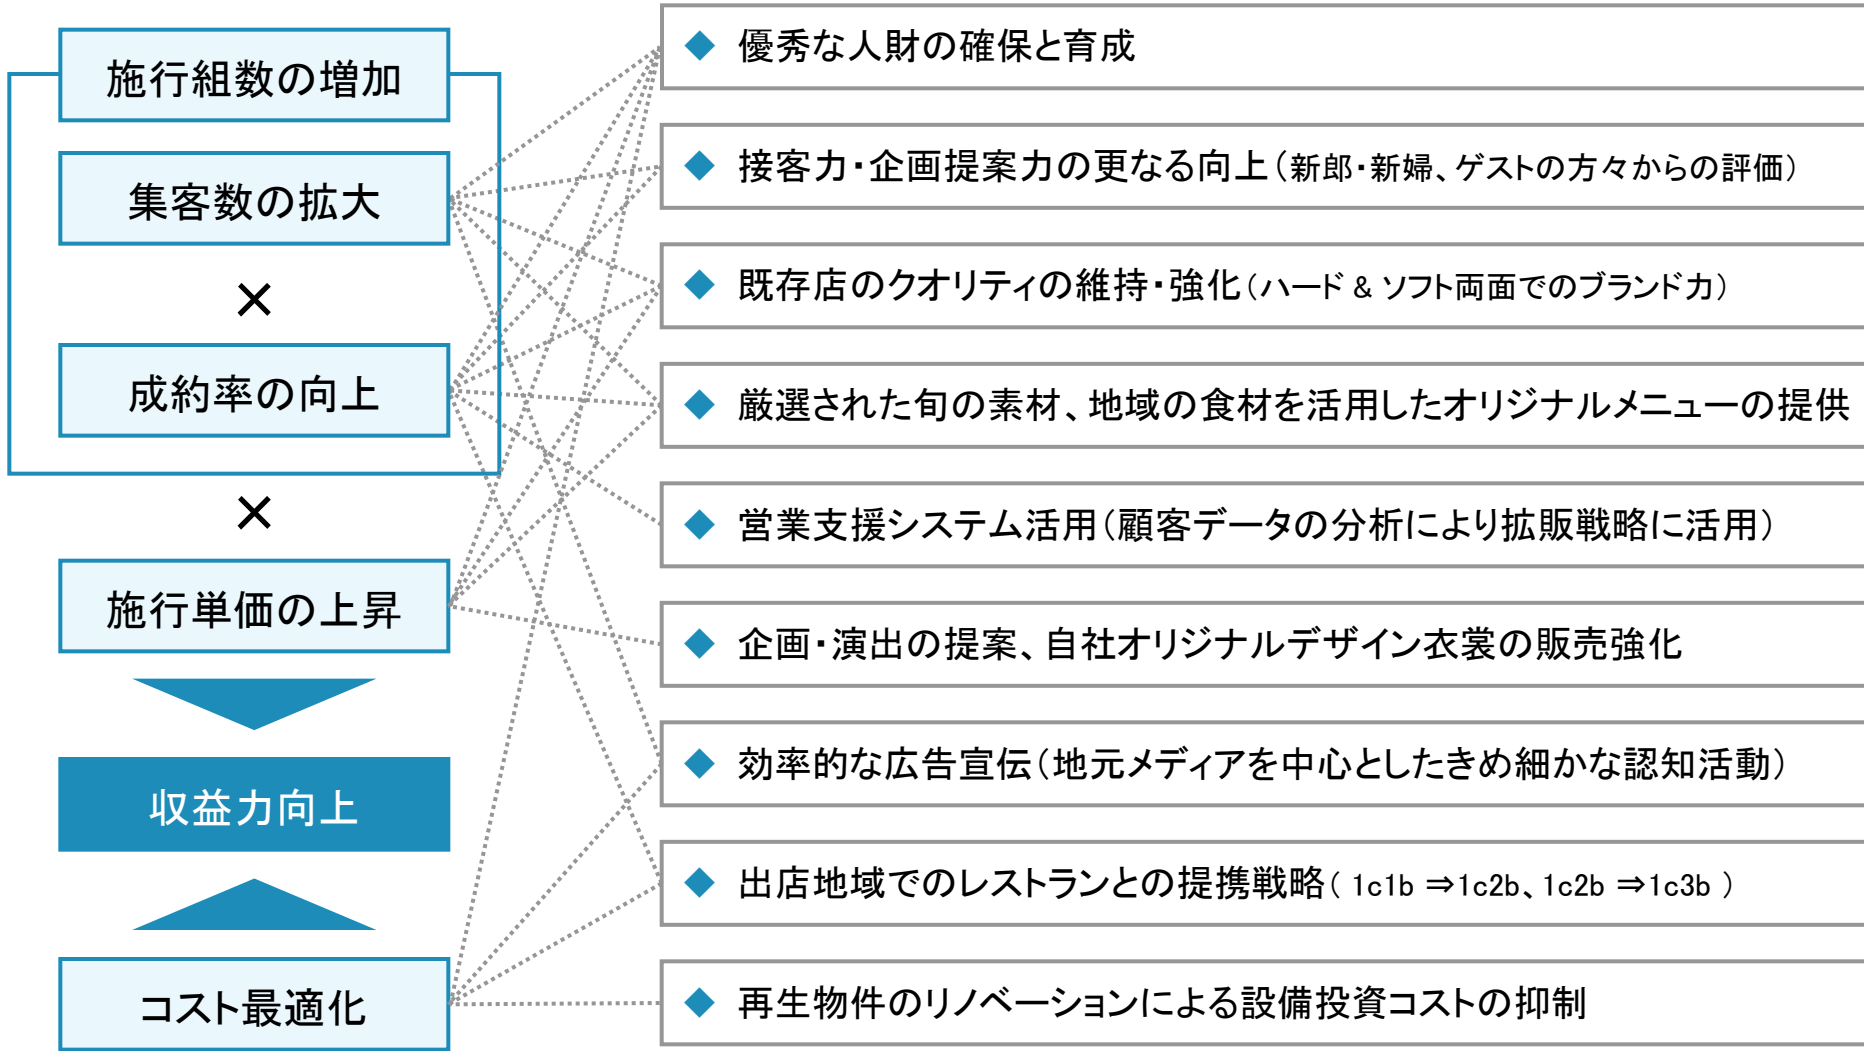 施行組数の増加
集客数の拡大
×
成約率の向上
×
施行単価の上昇
収益力向上
コスト最適化
◆ 優秀な人財の確保と育成
◆ 接客力・企画提案力の更なる向上（新郎・新婦、ゲストの方々からの評価）
◆ 既存店のクオリティの維持・強化（ハード & ソフト両面でのブランド力）
◆ 厳選された旬の素材、地域の食材を活用したオリジナルメニューの提供
◆ 営業支援システム活用（顧客データの分析により拡販戦略に活用）
◆ 企画・演出の提案、自社オリジナルデザイン衣裳の販売強化
◆ 効率的な広告宣伝（地元メディアを中心としたきめ細かな認知活動）
◆ 出店地域でのレストランとの提携戦略（ 1c1b ⇒1c2b、1c2b ⇒1c3b ）
◆ 再生物件のリノベーションによる設備投資コストの抑制